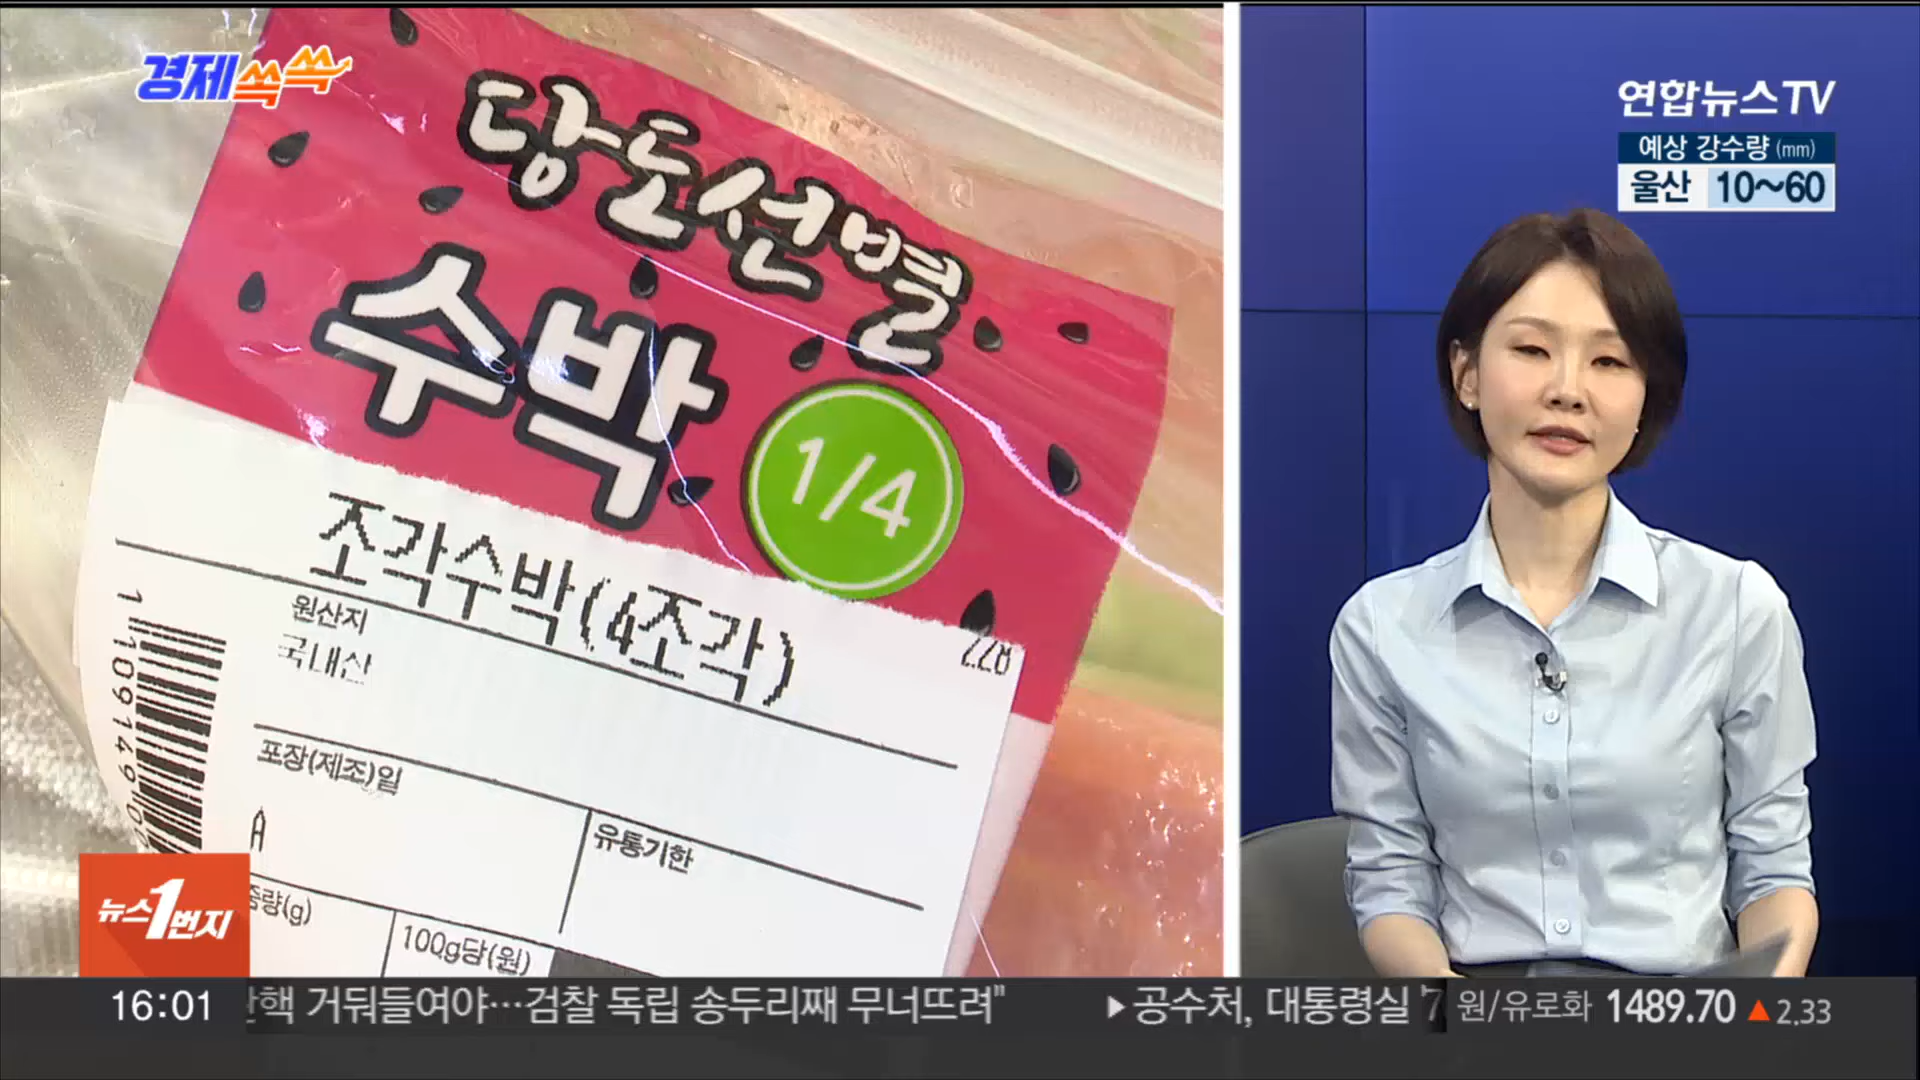 경제쏙쏙
당도선별
수박
1/4
조각수박(4조각)
228
원산지
국내산
포장(제조)일
유통기한
중량(g)
100g당(원)
연합뉴스TV
예상 강수량 (mm)
울산 10~60
뉴스1번지
16:01
탄핵 거둬들여야…검찰 독립 송두리째 무너뜨려"
▶공수처, 대통령실
원/유로화 1489.70 ▲2.33